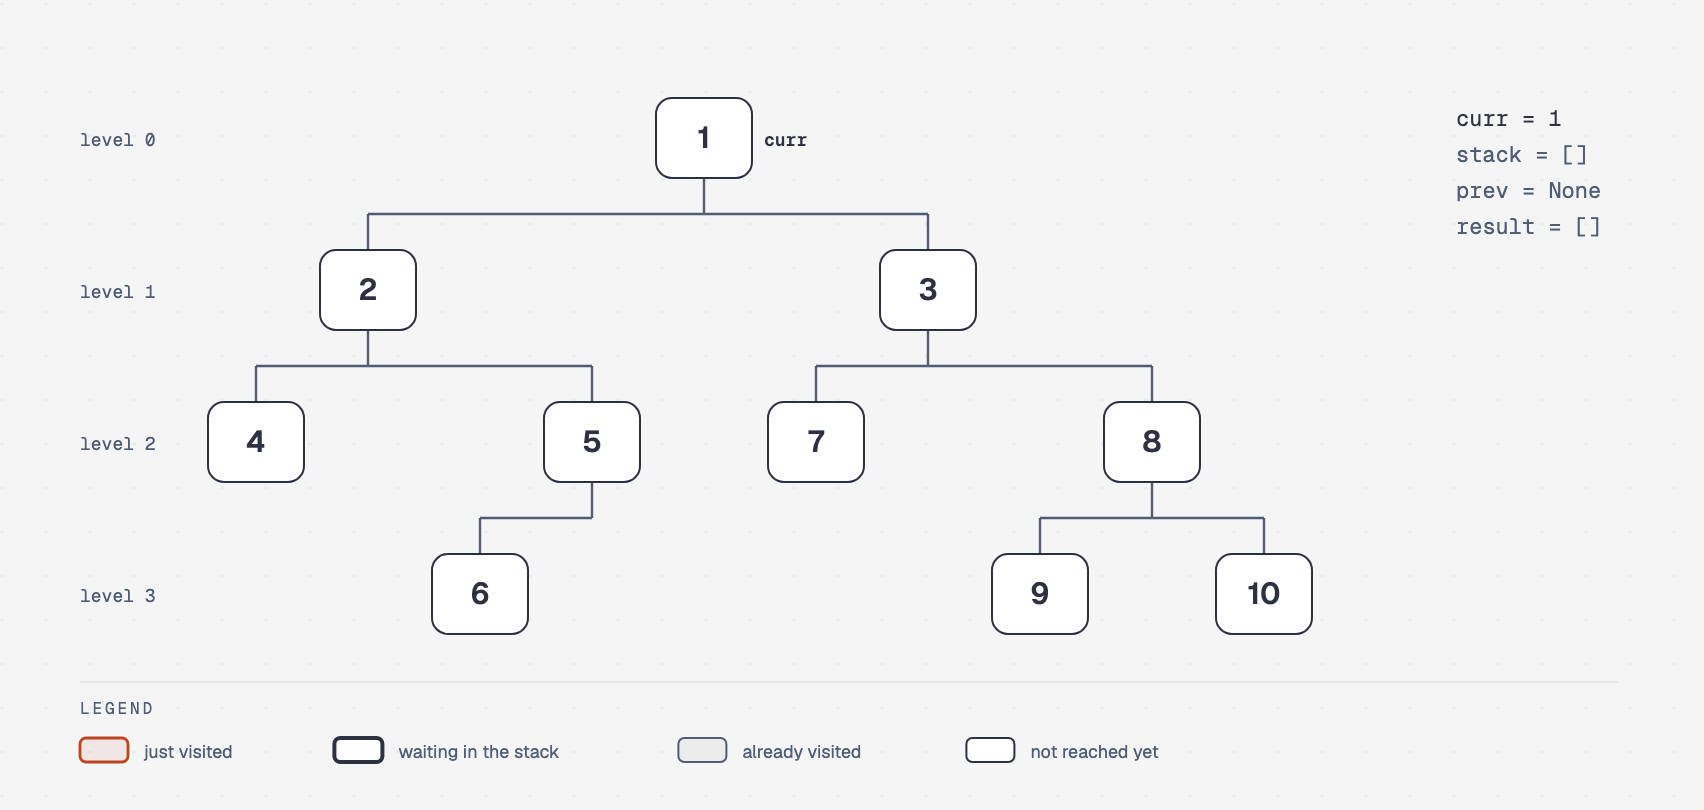 level 0
1
curr
curr = 1
stack = []
prev = None
result = []
level 1
2
3
level 2
4
5
7
8
level 3
6
9
10
LEGEND
just visited
waiting in the stack
already visited
not reached yet